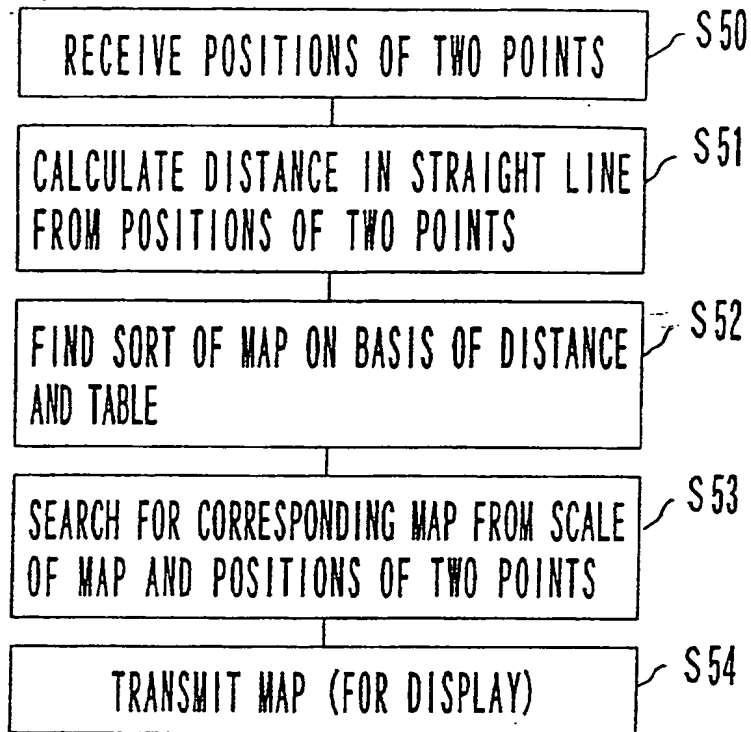 RECEIVE POSITIONS OF TWO POINTS S50
CALCULATE DISTANCE IN STRAIGHT LINE S51
FROM POSITIONS OF TWO POINTS
FIND SORT OF MAP ON BASIS OF DISTANCE S52
AND TABLE
SEARCH FOR CORRESPONDING MAP FROM SCALE S53
OF MAP AND POSITIONS OF TWO POINTS
TRANSMIT MAP (FOR DISPLAY) S54